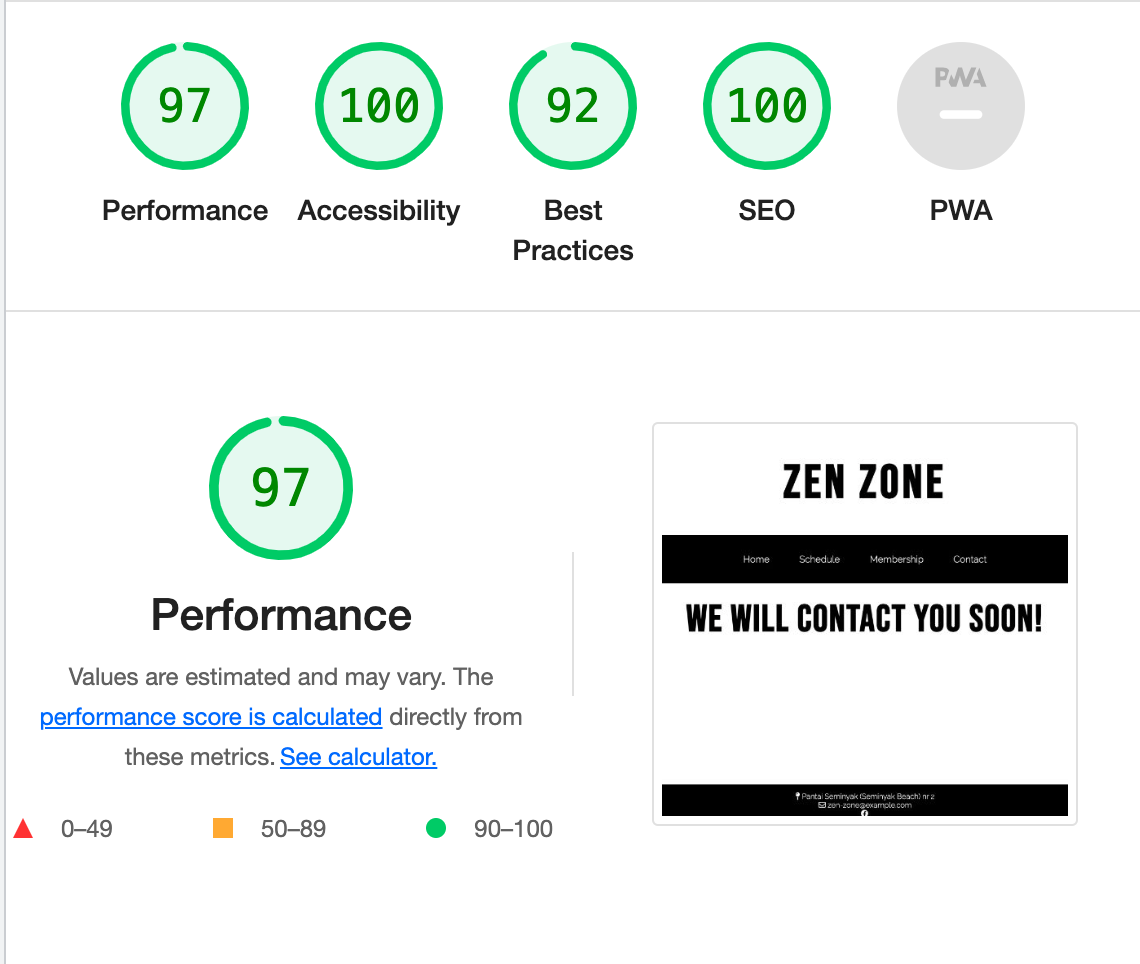 97
100
92
100
PWA
Performance
Accessibility
Best
Practices
SEO
PWA
97
Performance
Values are estimated and may vary. The
performance score is calculated directly from
these metrics. See calculator.
0–49
50–89
90–100
ZEN ZONE
Home Schedule Membership Contact
WE WILL CONTACT YOU SOON!
Pantai Seminyak (Seminyak Beach) nr 2
zen-zone@example.com